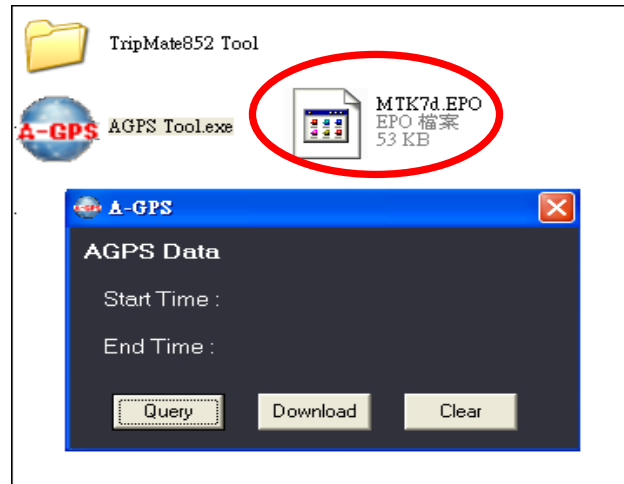 TripMate852 Tool
A-GPS
AGPS Tool.exe
MTK7d.EPO
EPO 檔案
53 KB
A-GPS
AGPS Data
Start Time :
End Time :
Query
Download
Clear